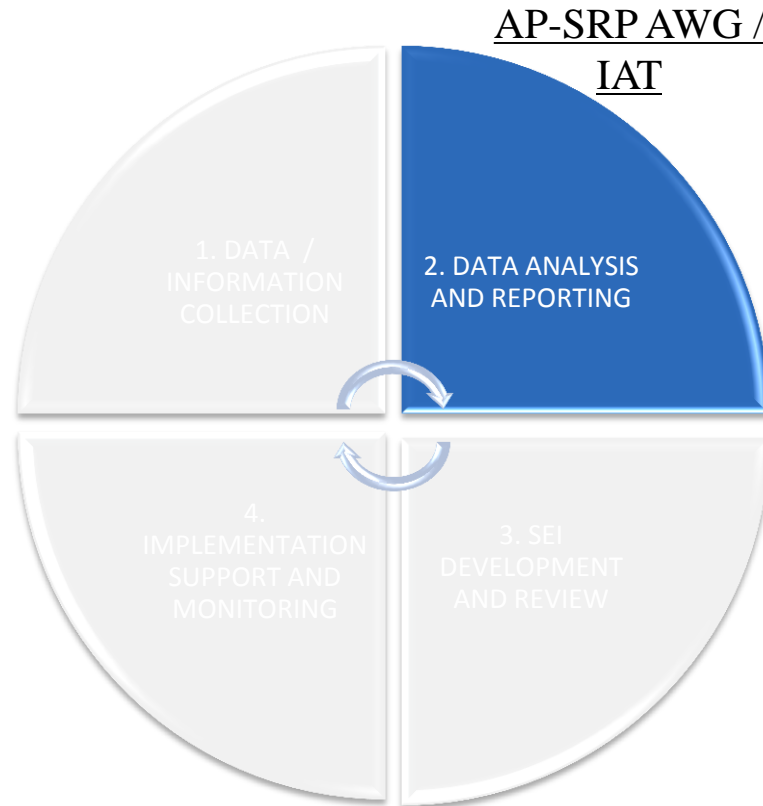 AP-SRP AWG /
IAT
1. DATA /
INFORMATION
COLLECTION
2. DATA ANALYSIS
AND REPORTING
4.
IMPLEMENTATION
SUPPORT AND
MONITORING
3. SEI
DEVELOPMENT
AND REVIEW